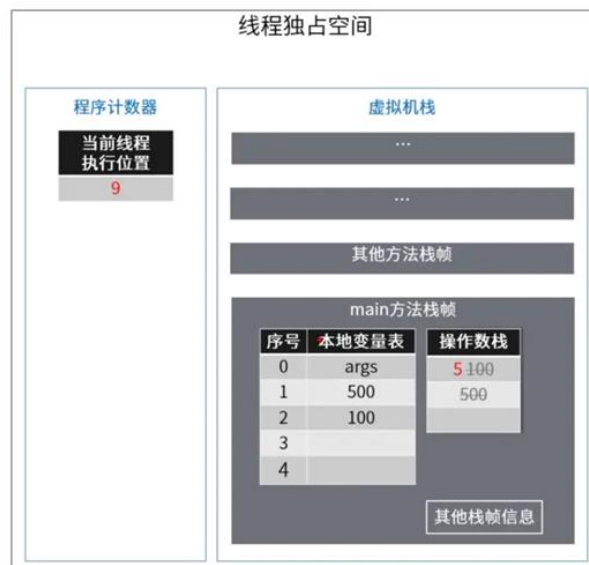 线程独占空间
程序计数器
当前线程
执行位置
9
虚拟机栈
...
...
其他方法栈帧
main方法栈帧
序号 本地变量表 操作数栈
0 args 5 100
1 500 500
2 100
3
4
其他栈帧信息